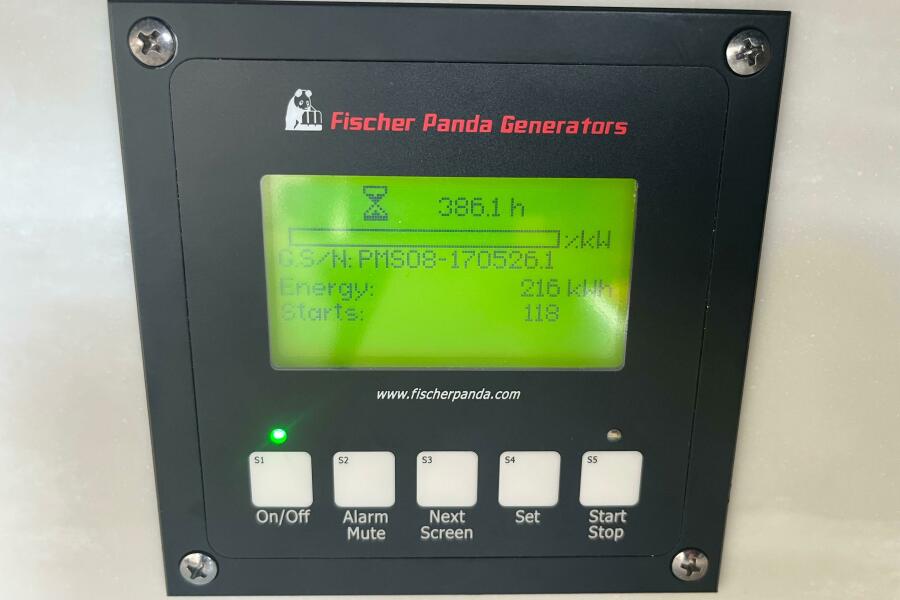 Fischer Panda Generators
386.1 h
%kW
G.S/N: PMS08-170526.1
Energy: 216 kWh
Starts: 118
www.fischerpanda.com
S1 S2 S3 S4 S5
On/Off Alarm Mute Next Screen Set Start Stop